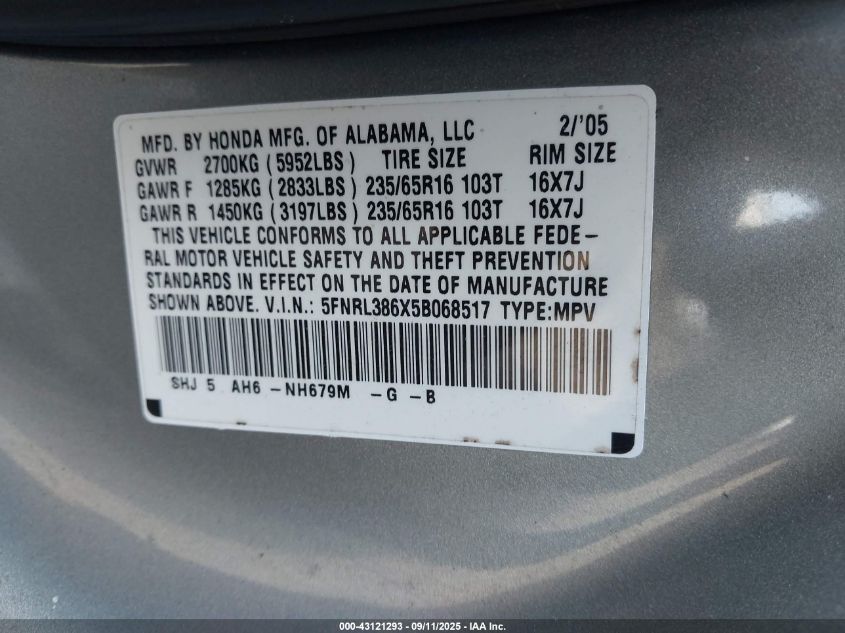 MFD. BY HONDA MFG. OF ALABAMA, LLC 2/'05
GVWR 2700KG (5952LBS) TIRE SIZE RIM SIZE
GAWR F 1285KG (2833LBS) 235/65R16 103T 16X7J
GAWR R 1450KG (3197LBS) 235/65R16 103T 16X7J
THIS VEHICLE CONFORMS TO ALL APPLICABLE FEDE-
RAL MOTOR VEHICLE SAFETY AND THEFT PREVENTION
STANDARDS IN EFFECT ON THE DATE OF MANUFACTURE
SHOWN ABOVE. V.I.N.: 5FNRL386X5B068517 TYPE:MPV
SHJ 5 AH6 -NH679M -G -B
000-43121293 - 09/11/2025 - IAA Inc.